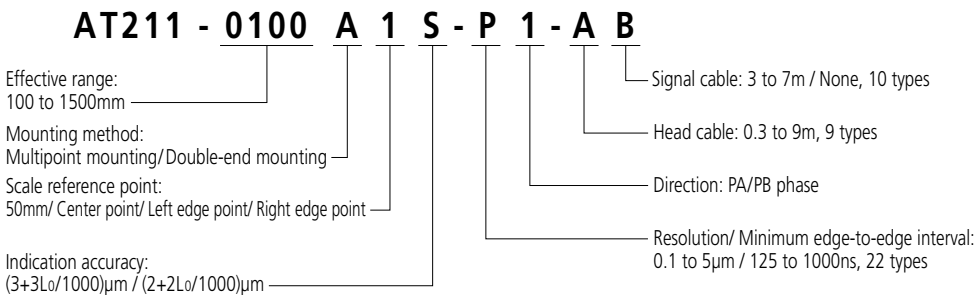 AT211 - 0100 A 1 S - P 1 - A B
Effective range:
100 to 1500mm
Mounting method:
Multipoint mounting/Double-end mounting
Scale reference point:
50mm/ Center point/ Left edge point/ Right edge point
Indication accuracy:
(3+3L0/1000)μm / (2+2L0/1000)μm
Signal cable: 3 to 7m / None, 10 types
Head cable: 0.3 to 9m, 9 types
Direction: PA/PB phase
Resolution/ Minimum edge-to-edge interval:
0.1 to 5μm / 125 to 1000ns, 22 types